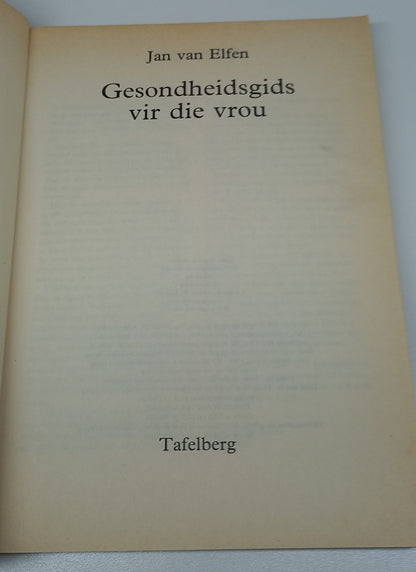 Jan van Elfen
Gesondheidsgids
vir die vrou
Tafelberg